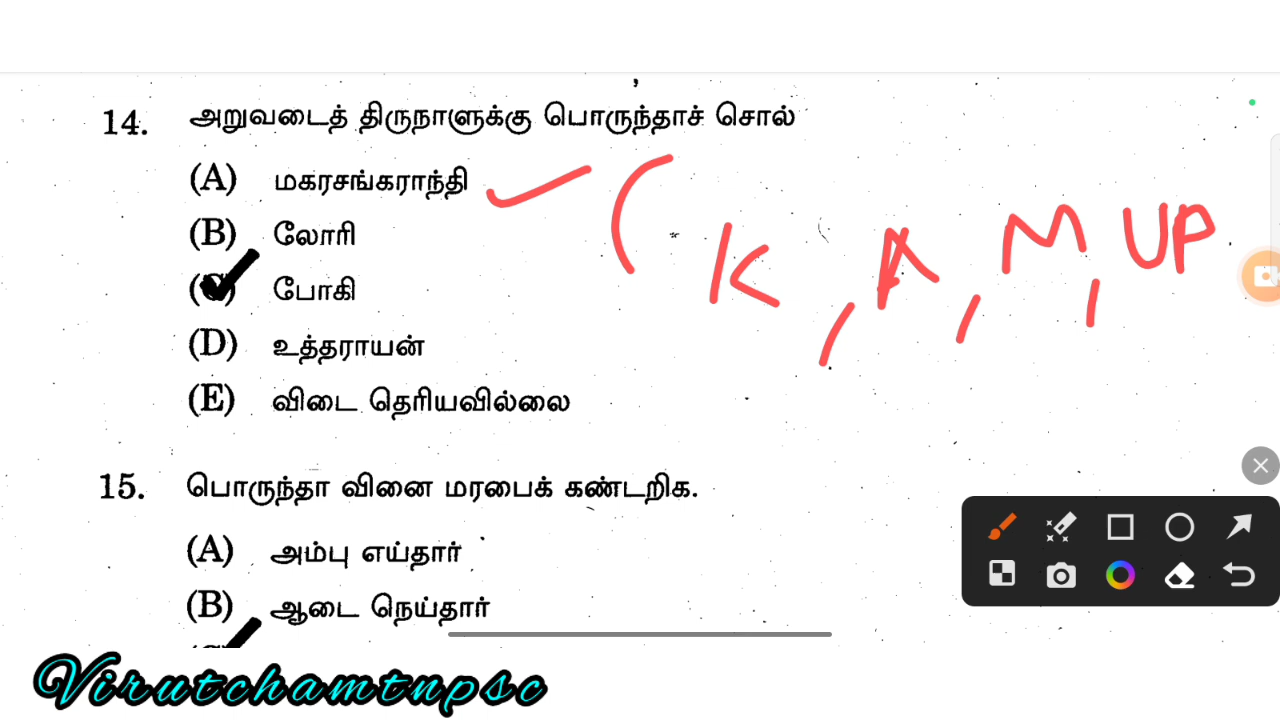 14. அறுவடைத் திருநாளுக்கு பொருந்தாச் சொல்
(A) மகரசங்கராந்தி
(B) லோரி
(C) போகி
(D) உத்தராயன்
(E) விடை தெரியவில்லை
( K , A , M , UP
15. பொருந்தா வினை மரபைக் கண்டறிக.
(A) அம்பு எய்தார்
(B) ஆடை நெய்தார்
Virutchamtnpsc